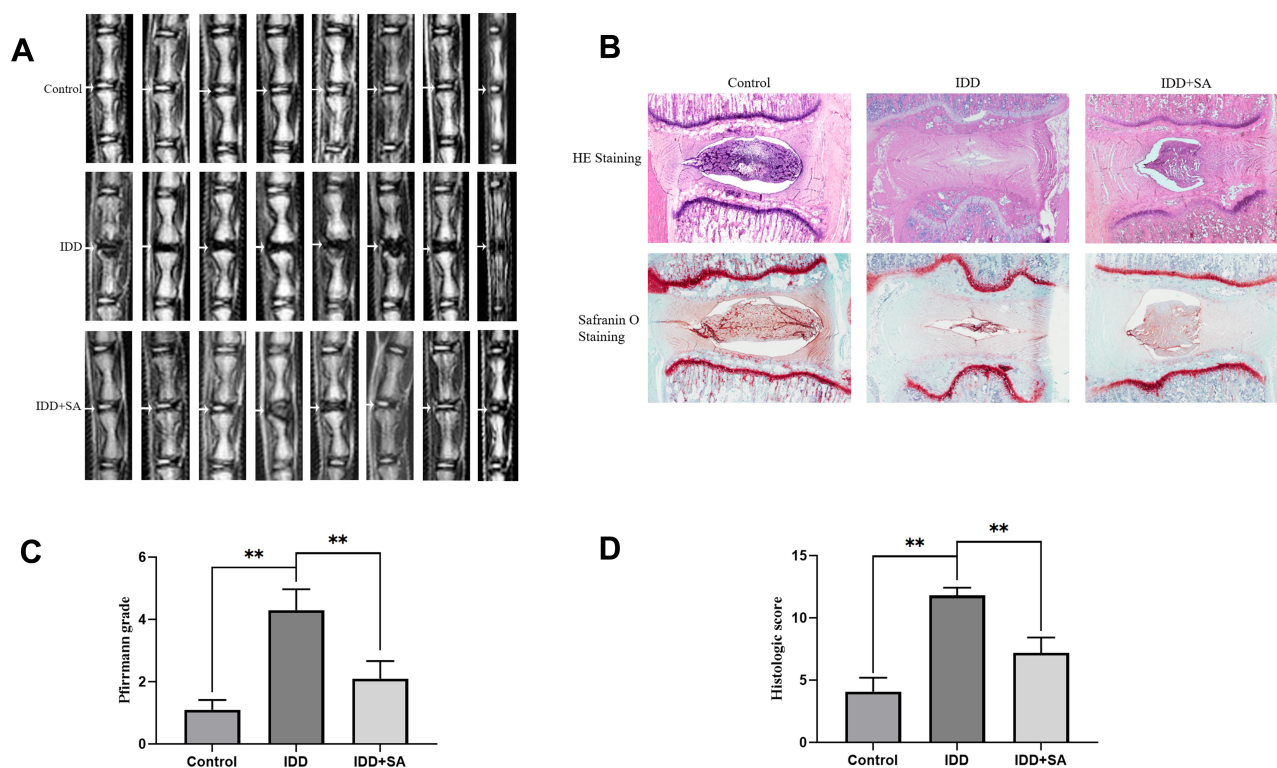 A
Control
IDD
IDD+SA
B
Control IDD IDD+SA
HE Staining
Safranin O
Staining
C
** **
Pfirrmann grade
6
4
2
0
Control IDD IDD+SA
D
** **
Histologic score
15
10
5
0
Control IDD IDD+SA